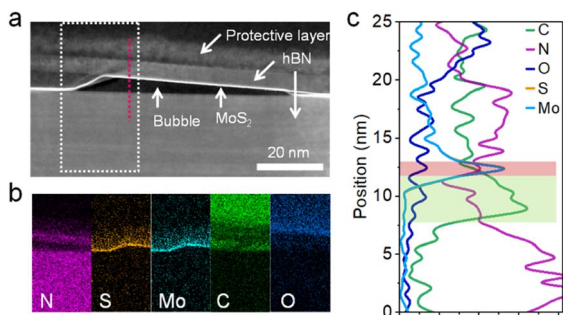 a
Protective layer
hBN
Bubble
MoS₂
20 nm
b
N
S
Mo
C
O
c
C
N
O
S
Mo
Position (nm)
25
20
15
10
5
0